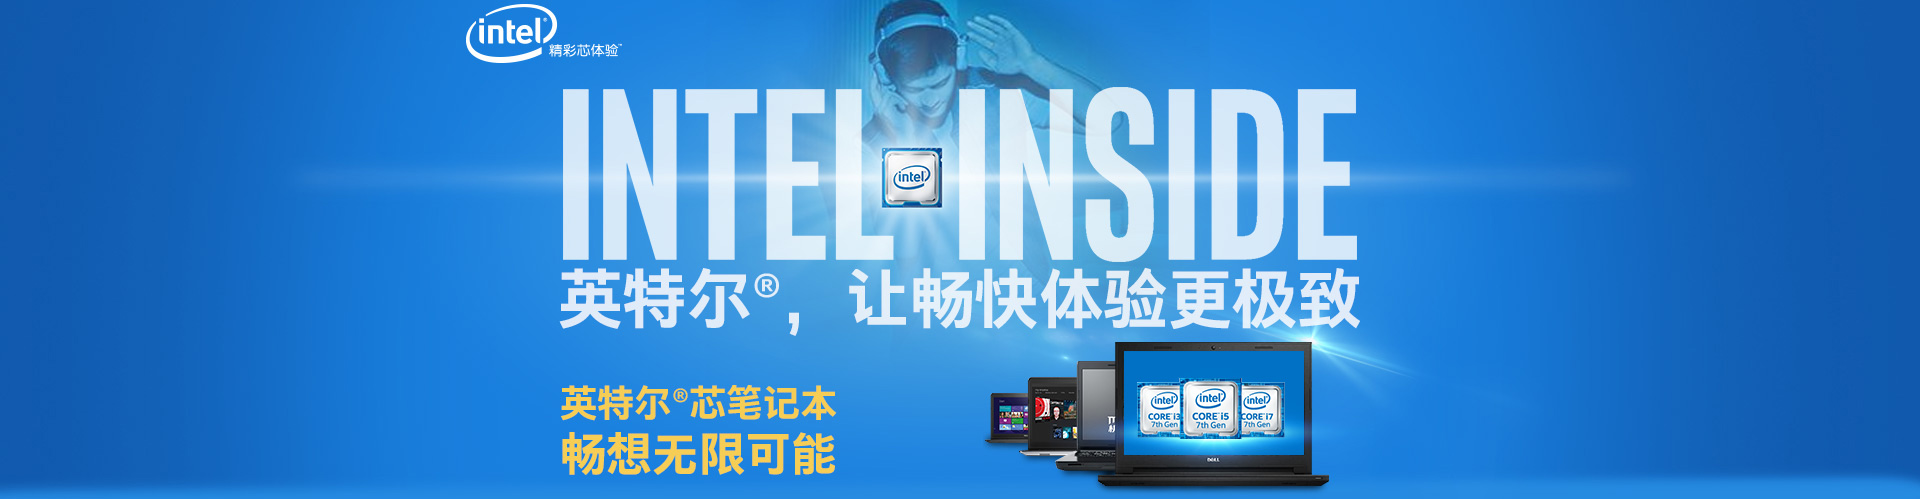 intel
精彩芯体验™
INTEL INSIDE
intel
英特尔®，让畅快体验更极致
英特尔®芯笔记本
畅想无限可能
intel
CORE i3
7th Gen
intel
CORE i5
7th Gen
intel
CORE i7
7th Gen
DELL